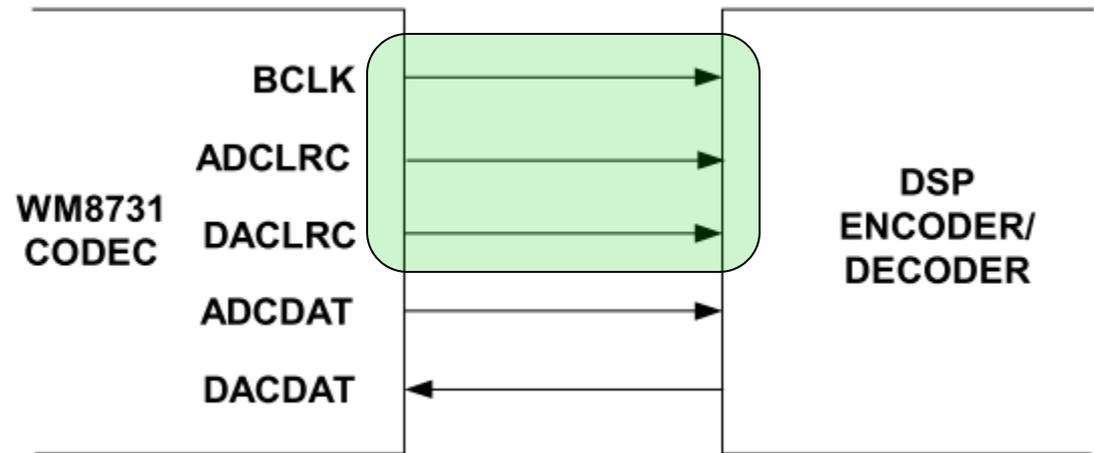 BCLK
ADCLRC
WM8731
CODEC
DACLRC
ADCDAT
DACDAT
DSP
ENCODER/
DECODER